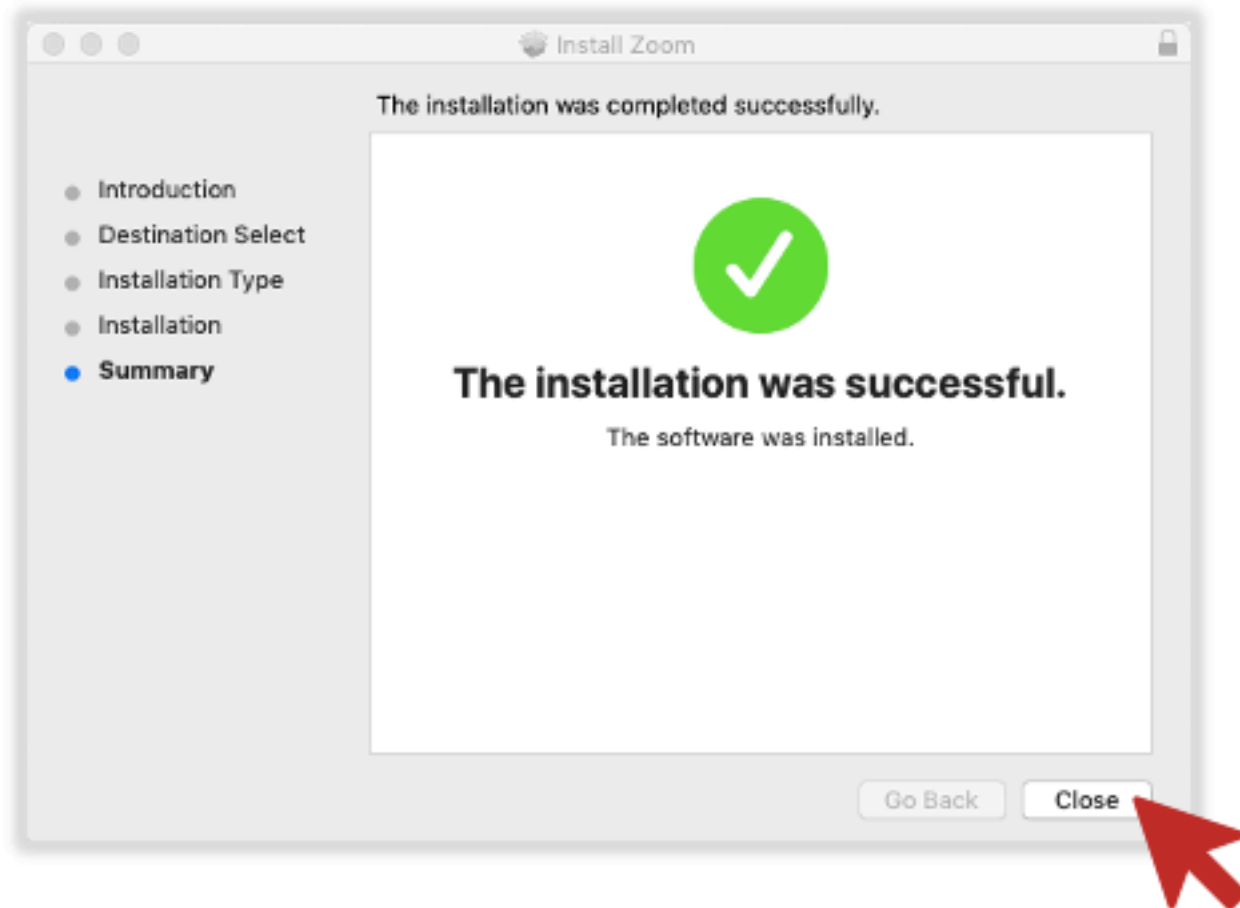 Install Zoom
The installation was completed successfully.
Introduction
Destination Select
Installation Type
Installation
Summary
The installation was successful.
The software was installed.
Go Back
Close